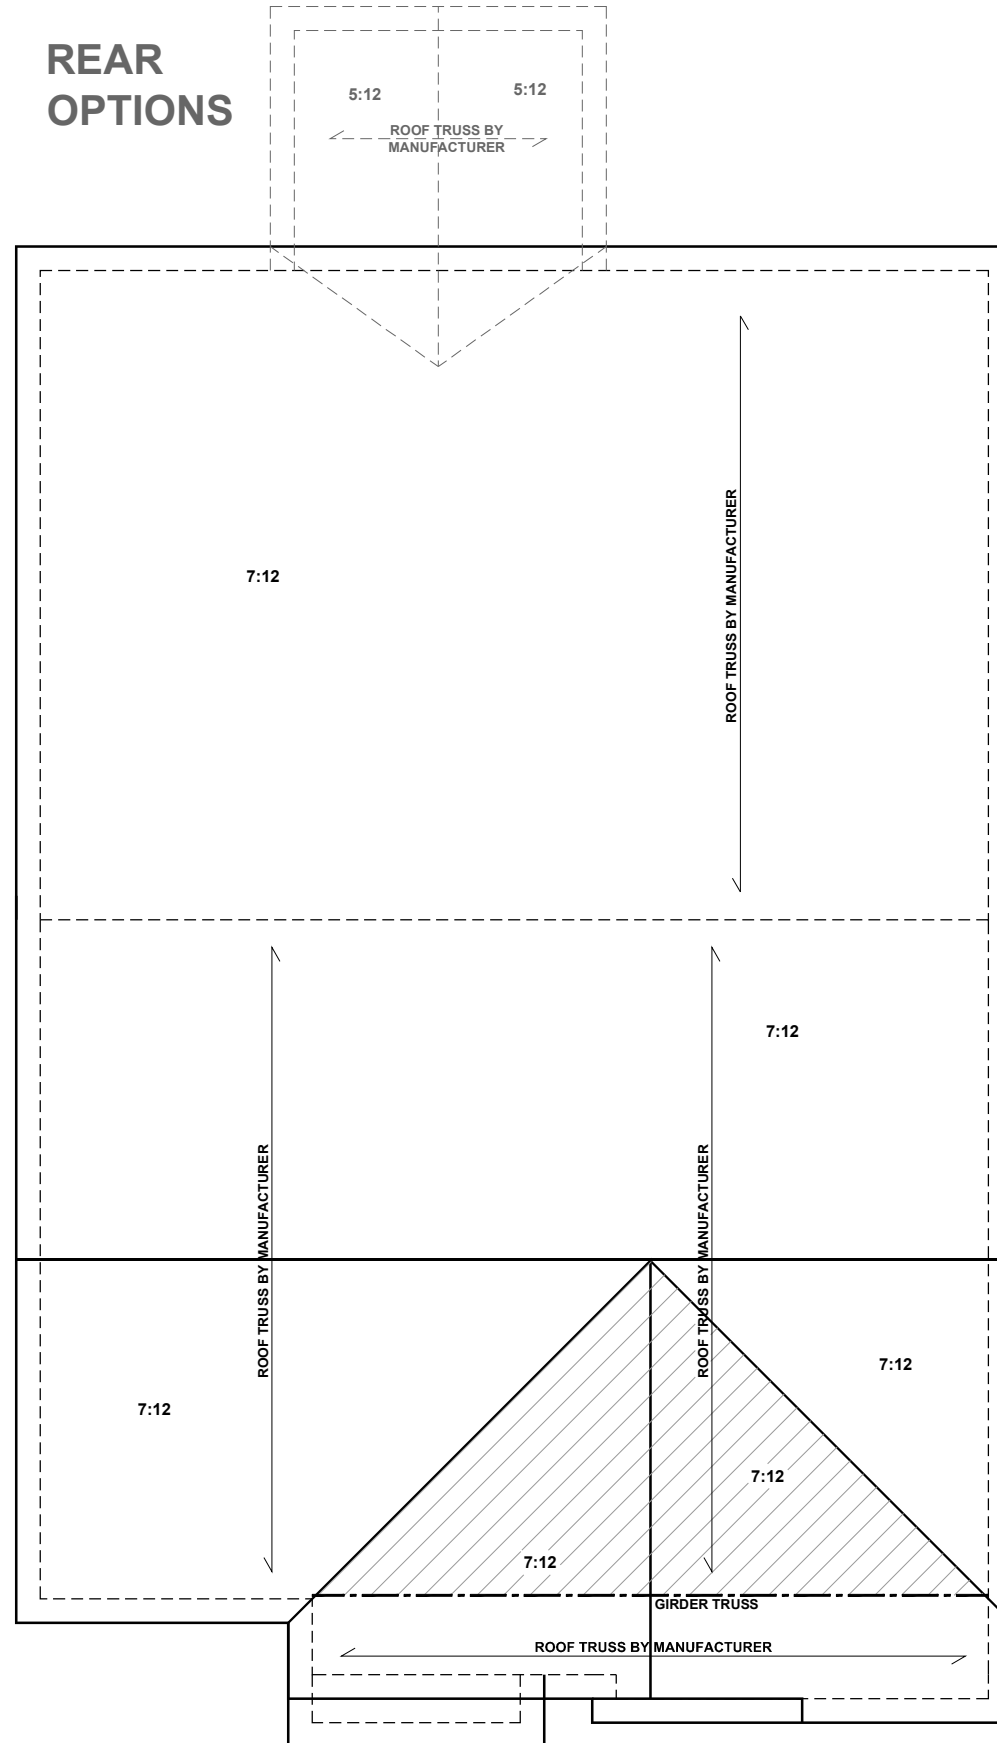 REAR
OPTIONS
5:12
5:12
ROOF TRUSS BY
MANUFACTURER
7:12
ROOF TRUSS BY MANUFACTURER
7:12
ROOF TRUSS BY MANUFACTURER
ROOF TRUSS BY MANUFACTURER
7:12
7:12
7:12
7:12
GIRDER TRUSS
ROOF TRUSS BY MANUFACTURER